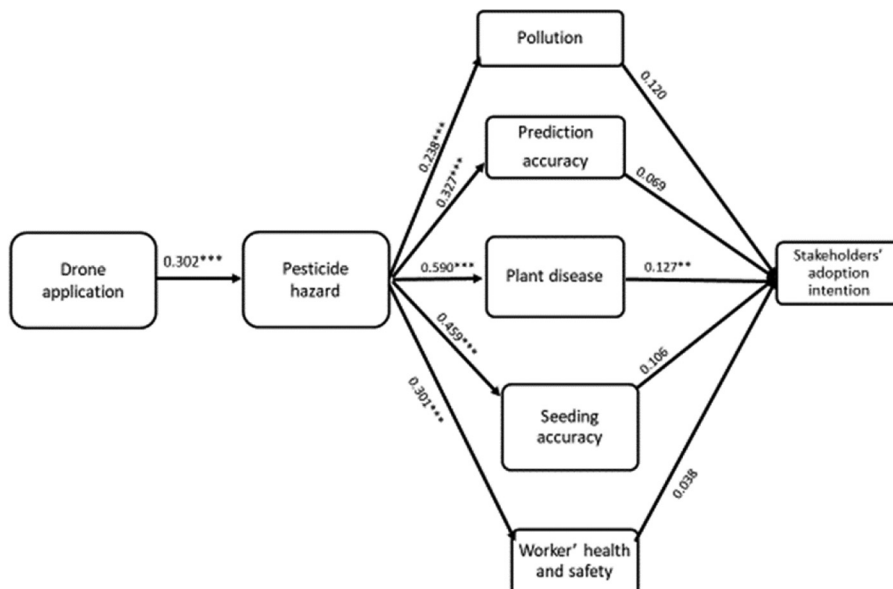 Pollution
0.120
0.238***
Prediction
accuracy
0.327***
0.069
Drone
application
0.302***
Pesticide
hazard
0.590***
Plant disease
0.127**
Stakeholders'
adoption
intention
0.459***
0.106
Seeding
accuracy
0.301***
0.038
Worker' health
and safety